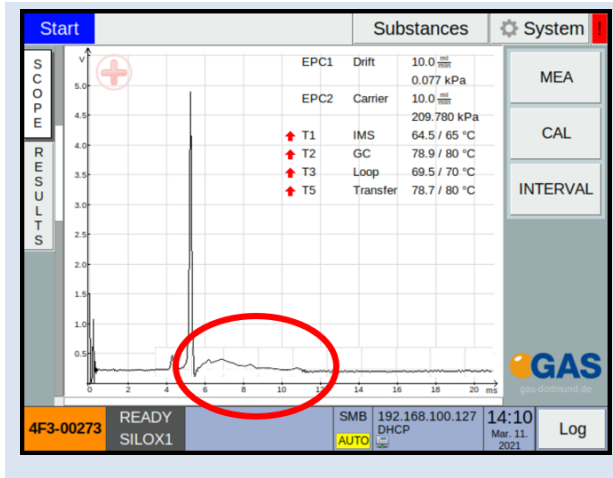 Start
Substances
System
!
SCOPE
RESULTS
V
5.0
4.5
4.0
3.5
3.0
2.5
2.0
1.5
1.0
0.5
0 2 4 6 8 10 12 14 16 18 20 ms
EPC1 Drift 10.0 ml/min
0.077 kPa
EPC2 Carrier 10.0 ml/min
209.780 kPa
T1 IMS 64.5 / 65 °C
T2 GC 78.9 / 80 °C
T3 Loop 69.5 / 70 °C
T5 Transfer 78.7 / 80 °C
MEA
CAL
INTERVAL
GAS
gas-dortmund.de
4F3-00273
READY
SILOX1
SMB
AUTO
192.168.100.127
DHCP
14:10
Mar. 11.
2021
Log